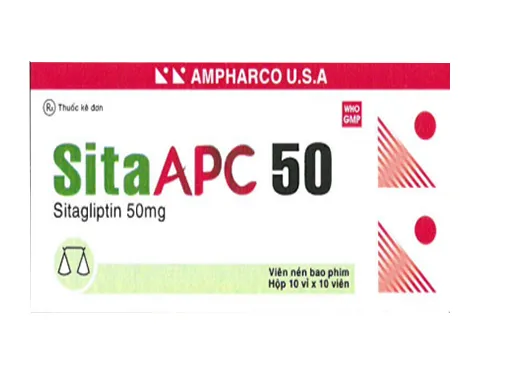 AMPHARCO U.S.A
Rx Thuốc kê đơn
WHO
GMP
SitaAPC 50
Sitagliptin 50mg
Viên nén bao phim
Hộp 10 vỉ x 10 viên